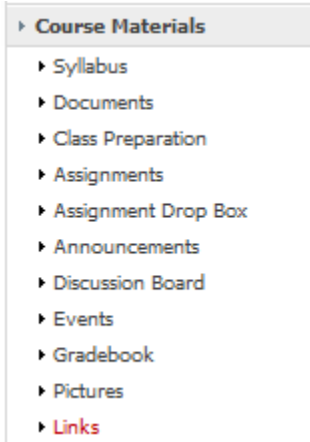 Course Materials
Syllabus
Documents
Class Preparation
Assignments
Assignment Drop Box
Announcements
Discussion Board
Events
Gradebook
Pictures
Links